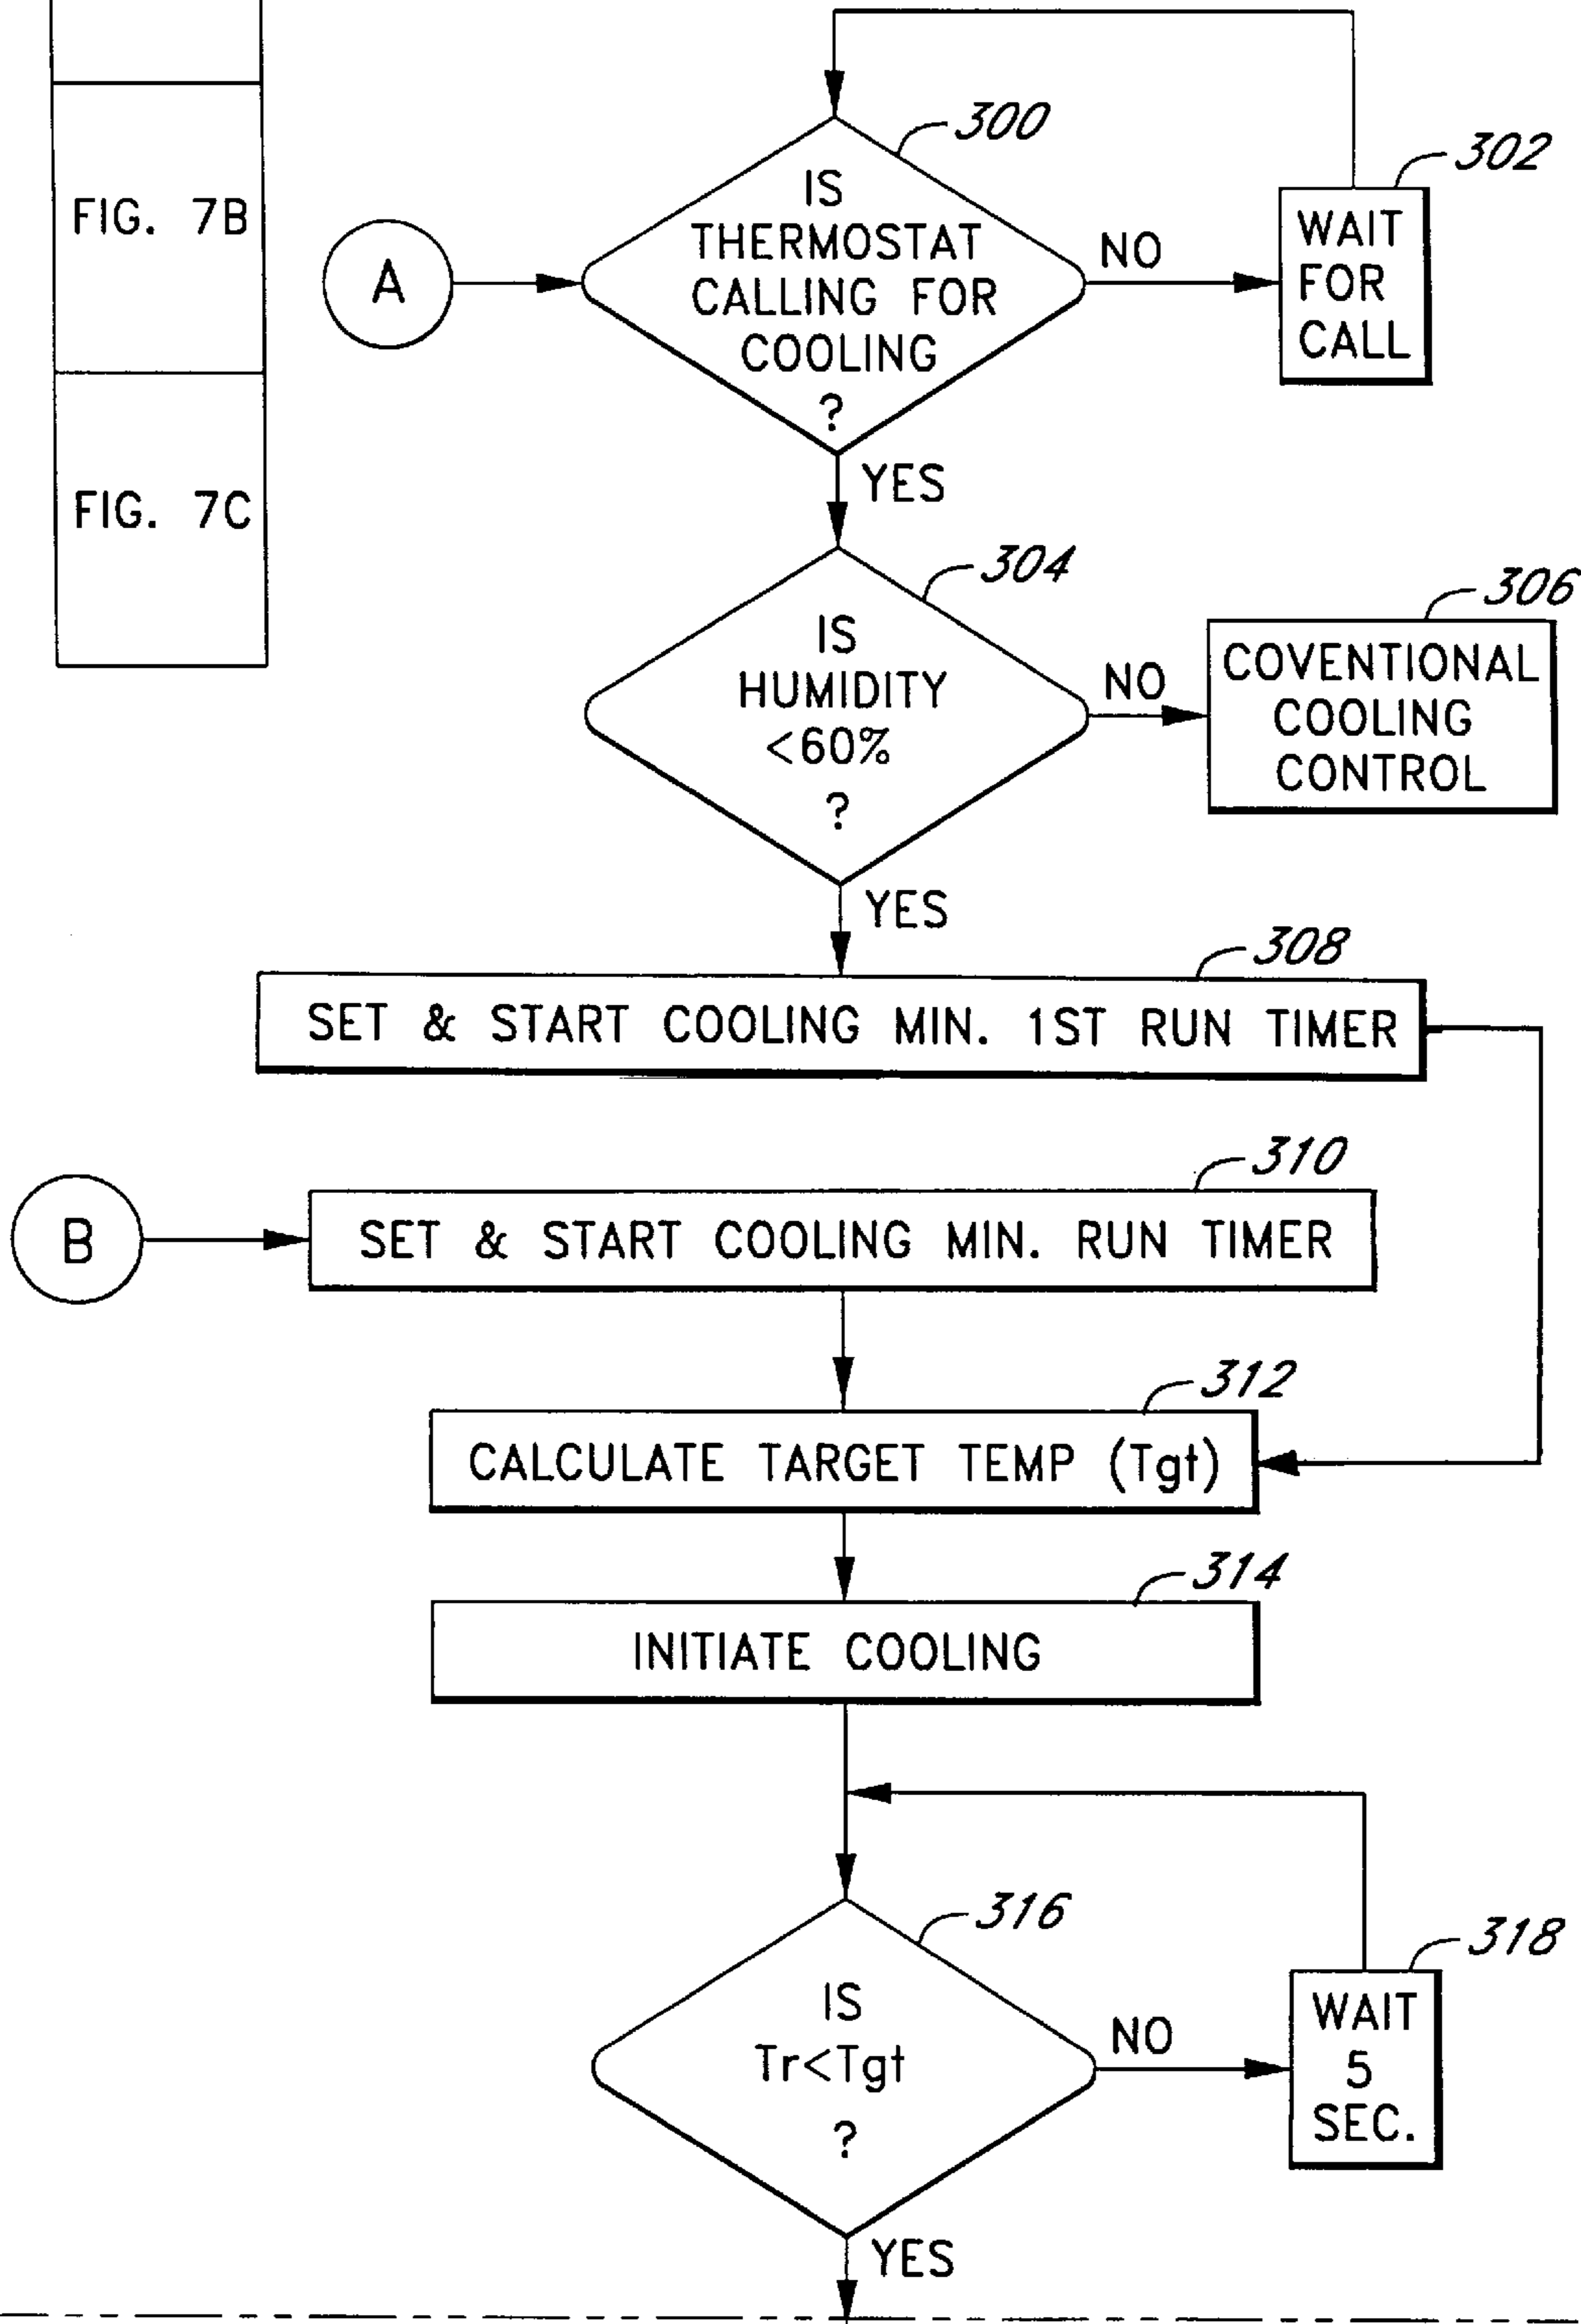 FIG. 7B
FIG. 7C
A
300
IS
THERMOSTAT
CALLING FOR
COOLING
?
NO
302
WAIT
FOR
CALL
YES
304
IS
HUMIDITY
<60%
?
NO
306
COVENTIONAL
COOLING
CONTROL
YES
308
SET & START COOLING MIN. 1ST RUN TIMER
B
310
SET & START COOLING MIN. RUN TIMER
312
CALCULATE TARGET TEMP (Tgt)
314
INITIATE COOLING
316
IS
Tr<Tgt
?
NO
318
WAIT
5
SEC.
YES